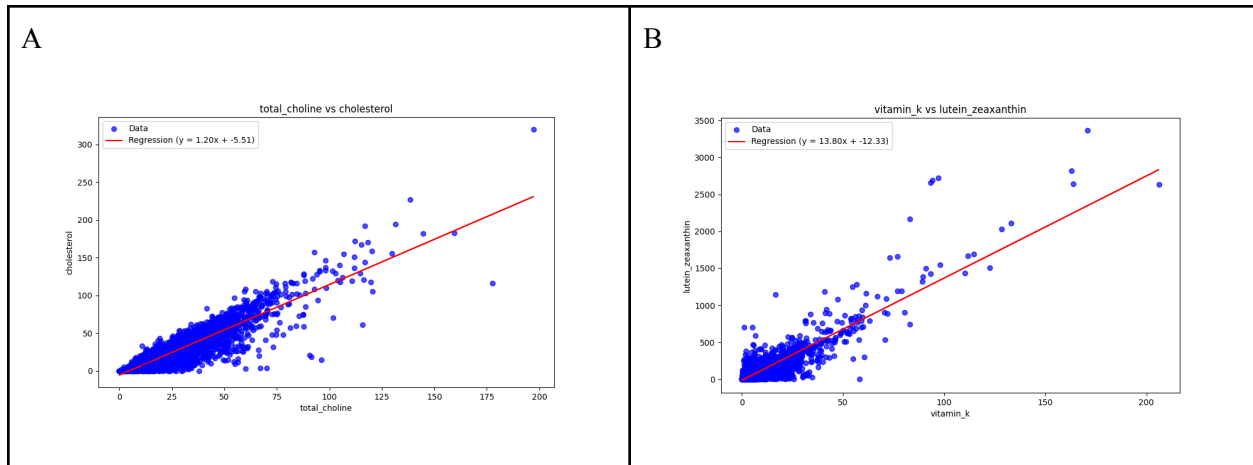 A
total_choline vs cholesterol
Data
Regression (y = 1.20x + -5.51)
300
250
200
150
100
50
0
cholesterol
0
25
50
75
100
125
150
175
200
total_choline
B
vitamin_k vs lutein_zeaxanthin
Data
Regression (y = 13.80x + -12.33)
3500
3000
2500
2000
1500
1000
500
0
lutein_zeaxanthin
0
50
100
150
200
vitamin_k